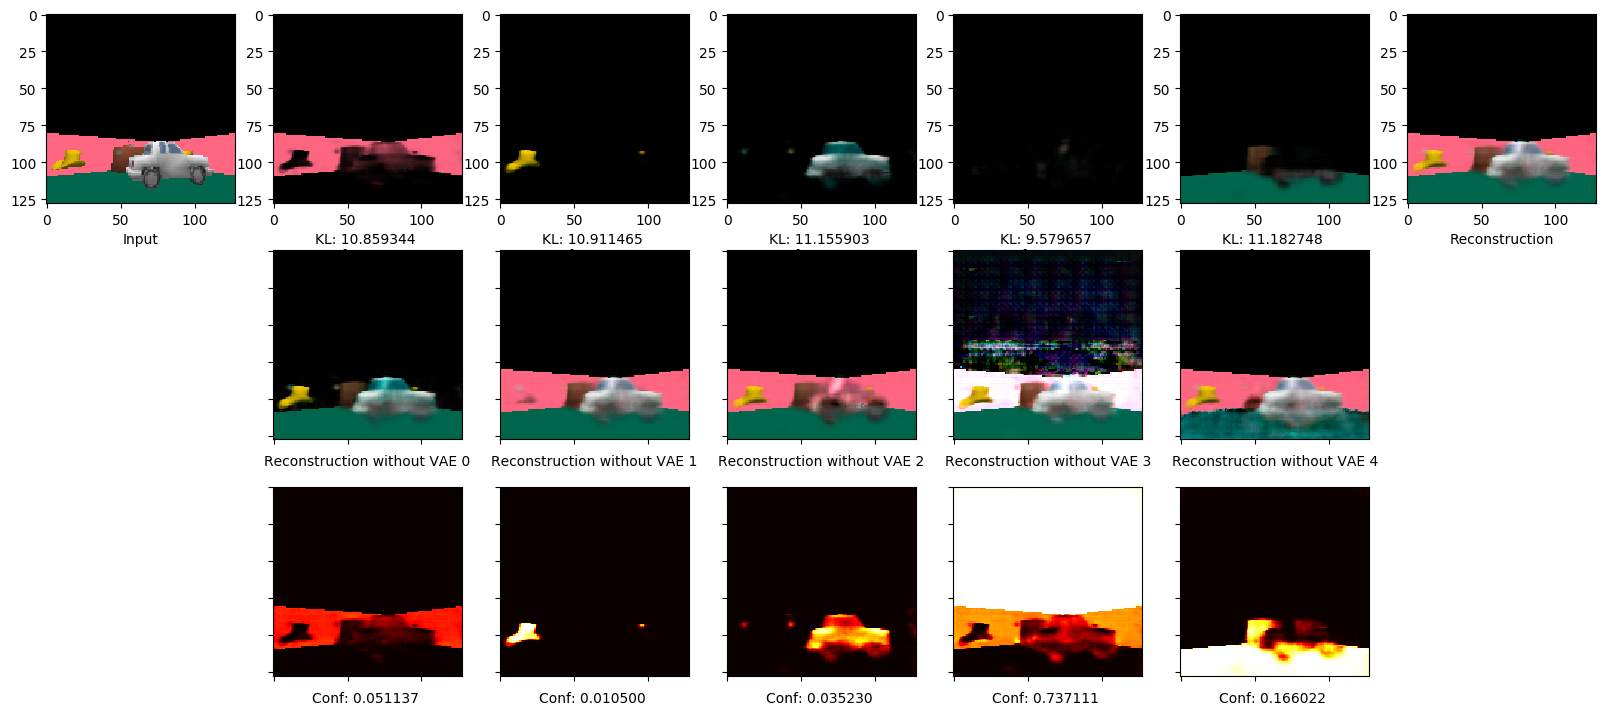 0 25 50 75 100 125 0 25 50 75 100 125 0 25 50 75 100 125 0 25 50 75 100 125 0 25 50 75 100 125 0 25 50 75 100 125 0 25 50 75 100 125
0 50 100 0 50 100 0 50 100 0 50 100 0 50 100 0 50 100 0 50 100
Input KL: 10.859344 KL: 10.911465 KL: 11.155903 KL: 9.579657 KL: 11.182748 Reconstruction
Reconstruction without VAE 0 Reconstruction without VAE 1 Reconstruction without VAE 2 Reconstruction without VAE 3 Reconstruction without VAE 4
Conf: 0.051137 Conf: 0.010500 Conf: 0.035230 Conf: 0.737111 Conf: 0.166022